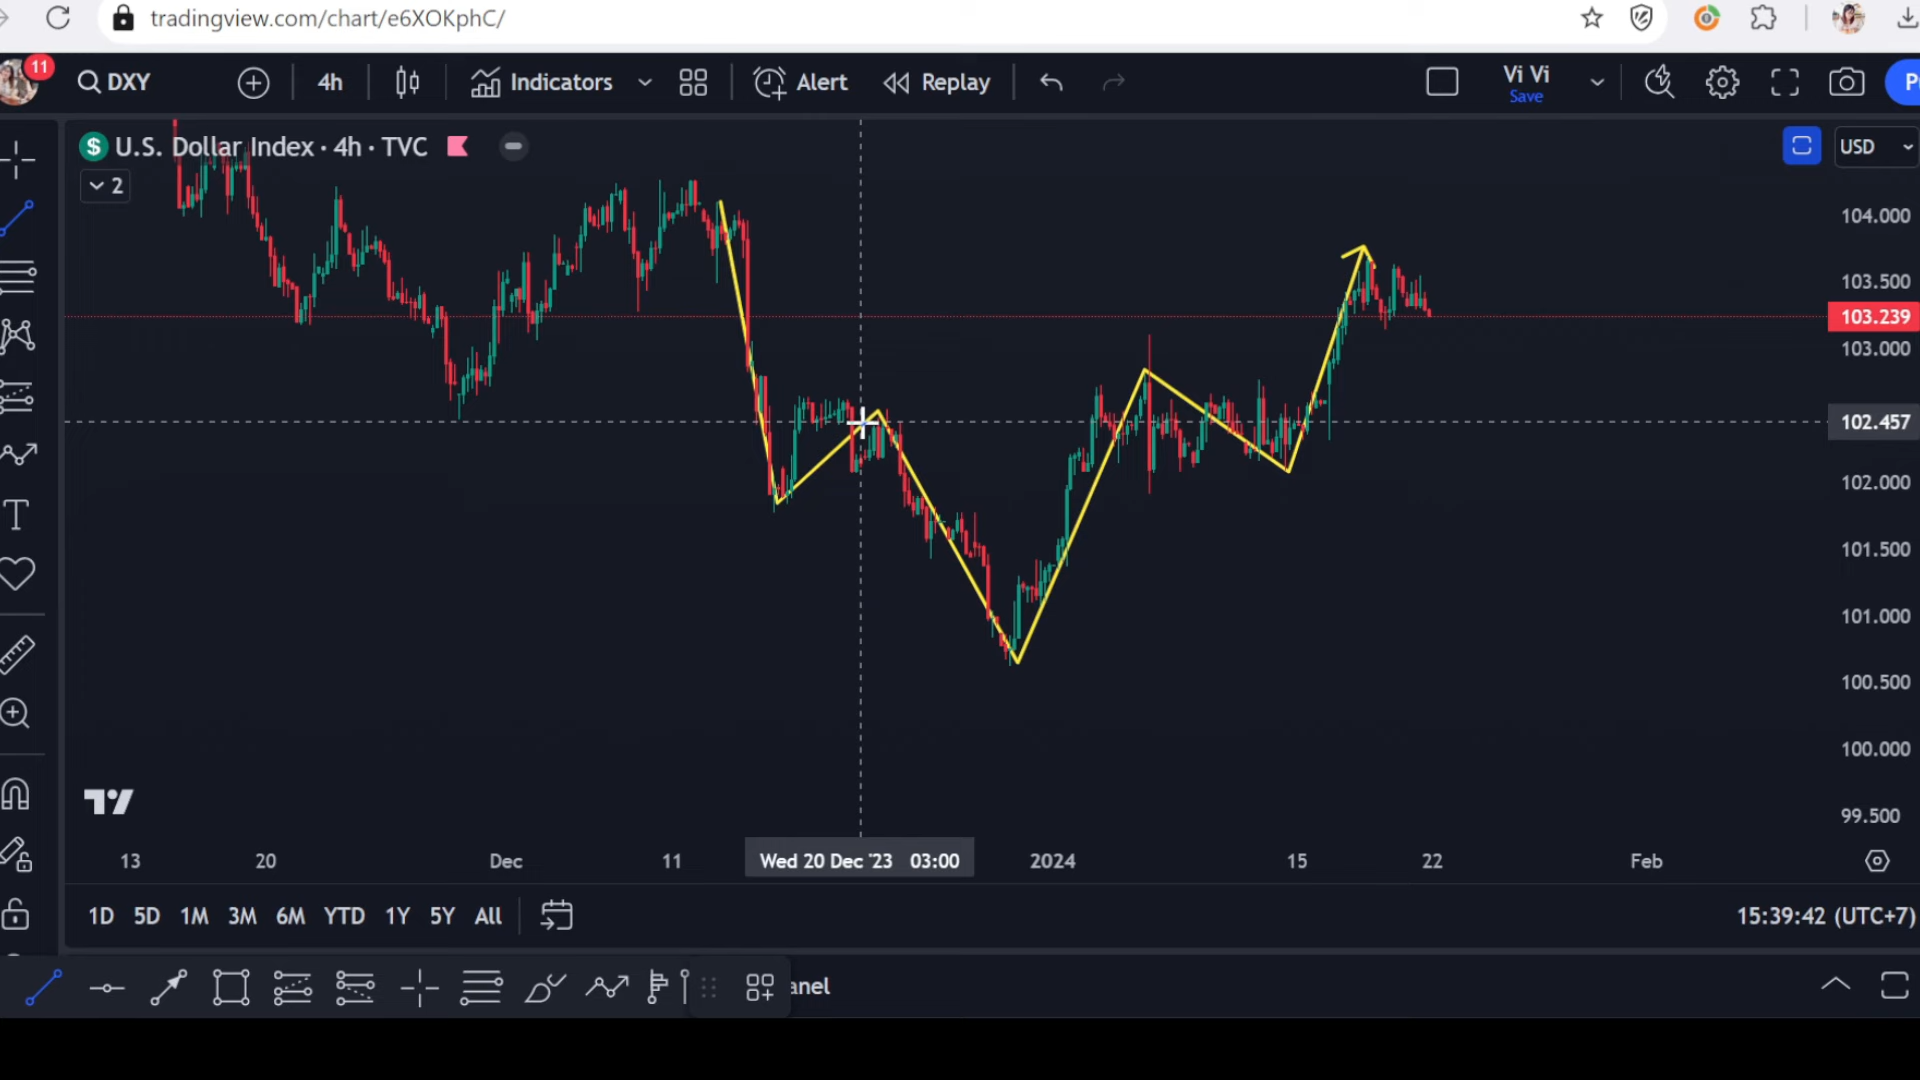 tradingview.com/chart/e6XOKphC/
11
DXY
4h
Indicators
Alert
Replay
Vi Vi
Save
U.S. Dollar Index · 4h · TVC
USD
2
104.000
103.500
103.239
103.000
102.457
102.000
101.500
101.000
100.500
100.000
99.500
13 20 Dec 11 Wed 20 Dec '23 03:00 2024 15 22 Feb
1D 5D 1M 3M 6M YTD 1Y 5Y All
15:39:42 (UTC+7)
anel